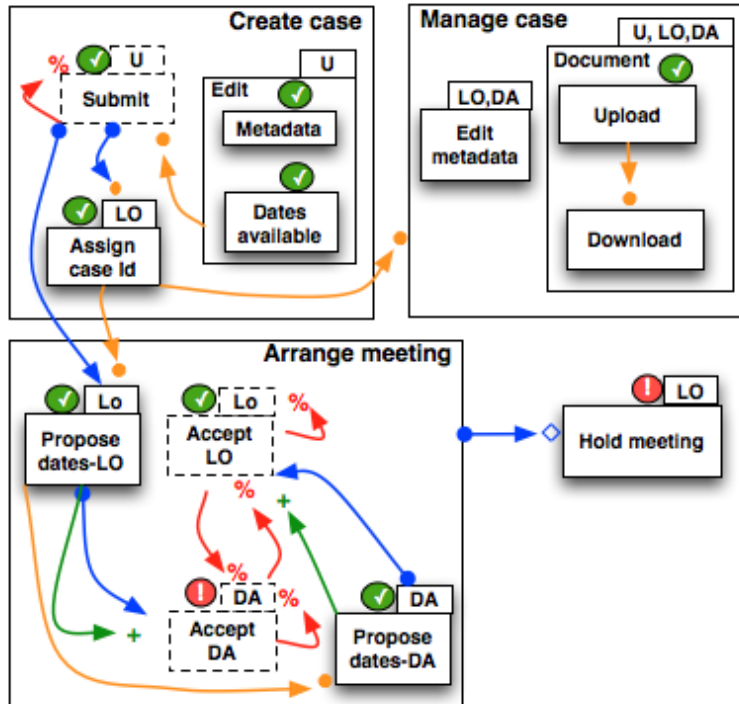 Create case
U
Submit
%
U
Edit
Metadata
Dates
available
LO
Assign
case Id
Manage case
U, LO,DA
Document
LO,DA
Edit
metadata
Upload
Download
Arrange meeting
Lo
Propose
dates-LO
Lo
Accept
LO
%
%
+
%
DA
%
Accept
DA
+
DA
Propose
dates-DA
!
!
LO
Hold meeting